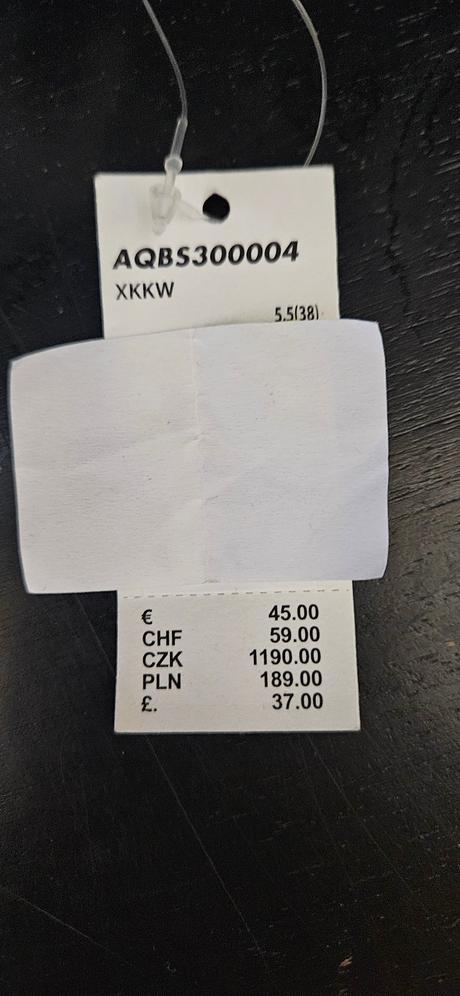 AQBS300004
XKKW
5.5(38)
€ 45.00
CHF 59.00
CZK 1190.00
PLN 189.00
£. 37.00